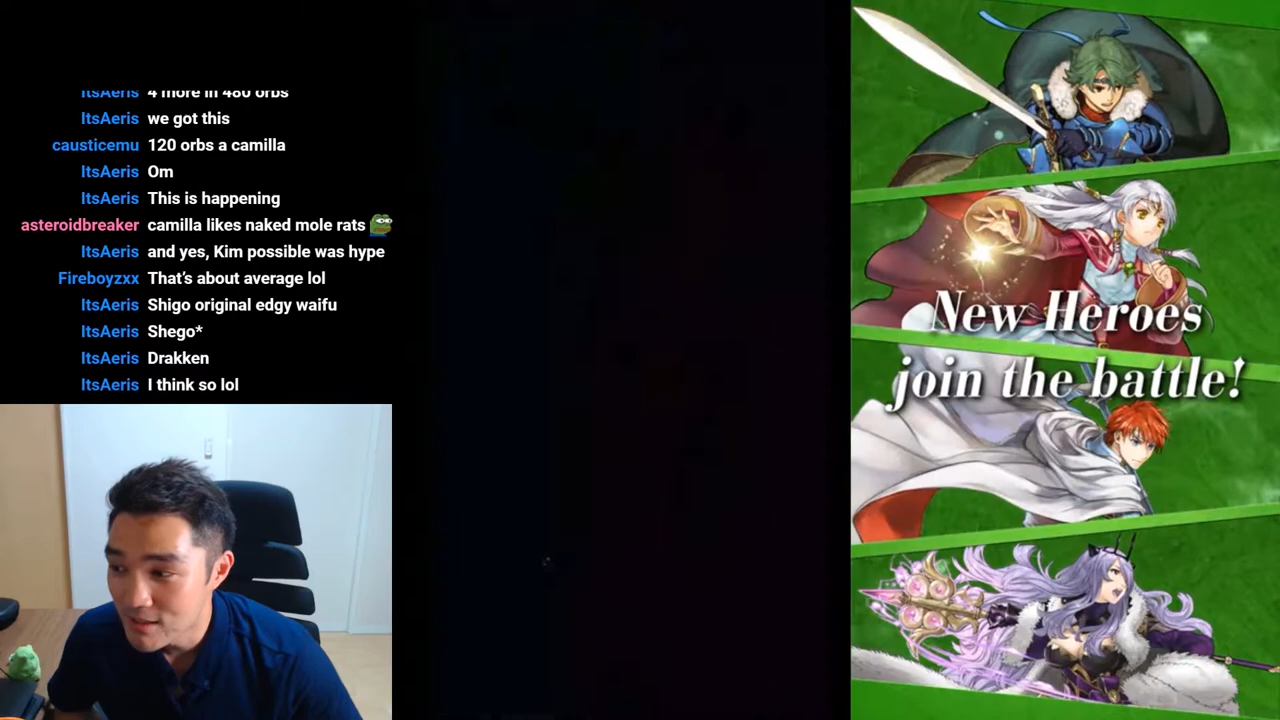 ItsAeris 4 more in 480 orbs
ItsAeris we got this
causticemu 120 orbs a camilla
ItsAeris Om
ItsAeris This is happening
asteroidbreaker camilla likes naked mole rats
ItsAeris and yes, Kim possible was hype
Fireboyzxx That's about average lol
ItsAeris Shigo original edgy waifu
ItsAeris Shego*
ItsAeris Drakken
ItsAeris I think so lol
New Heroes
join the battle!